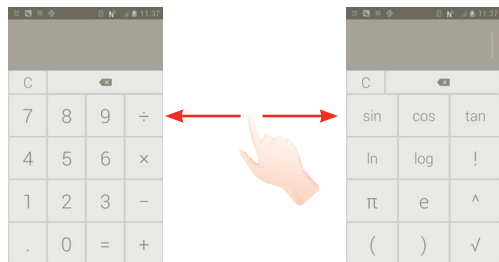 11:37
C
7 8 9 ÷
4 5 6 ×
1 2 3 −
. 0 = +
11:37
C
sin cos tan
ln log !
π e ^
( ) √